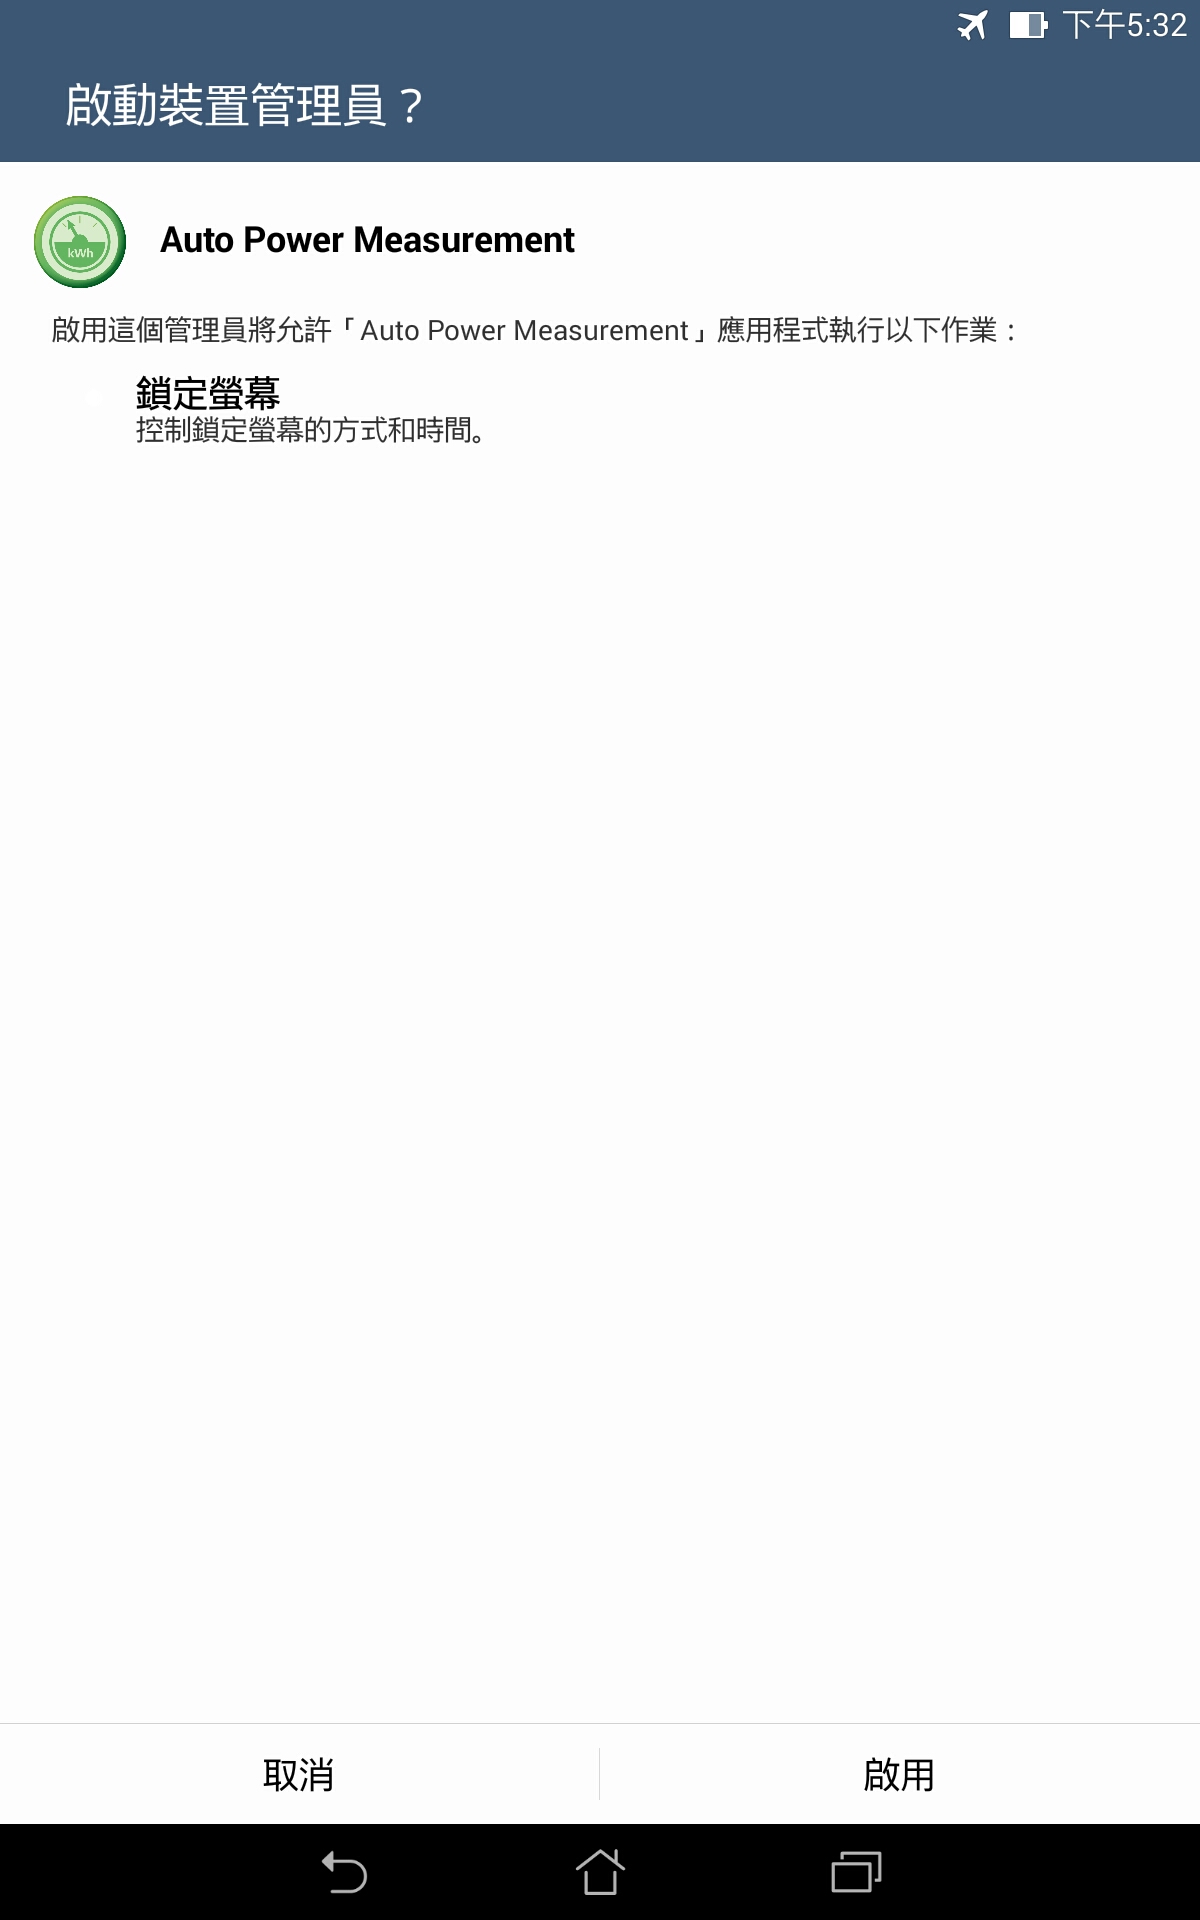 下午5:32
啟動裝置管理員？
kWh
Auto Power Measurement
啟用這個管理員將允許「Auto Power Measurement」應用程式執行以下作業：
鎖定螢幕
控制鎖定螢幕的方式和時間。
取消
啟用